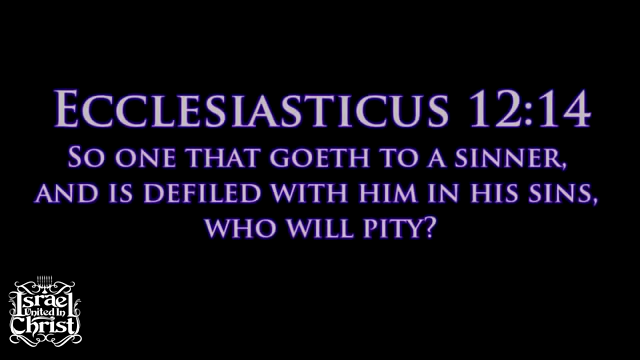 Ecclesiasticus 12:14
So one that goeth to a sinner,
and is defiled with him in his sins,
who will pity?
Israel
United In
Christ